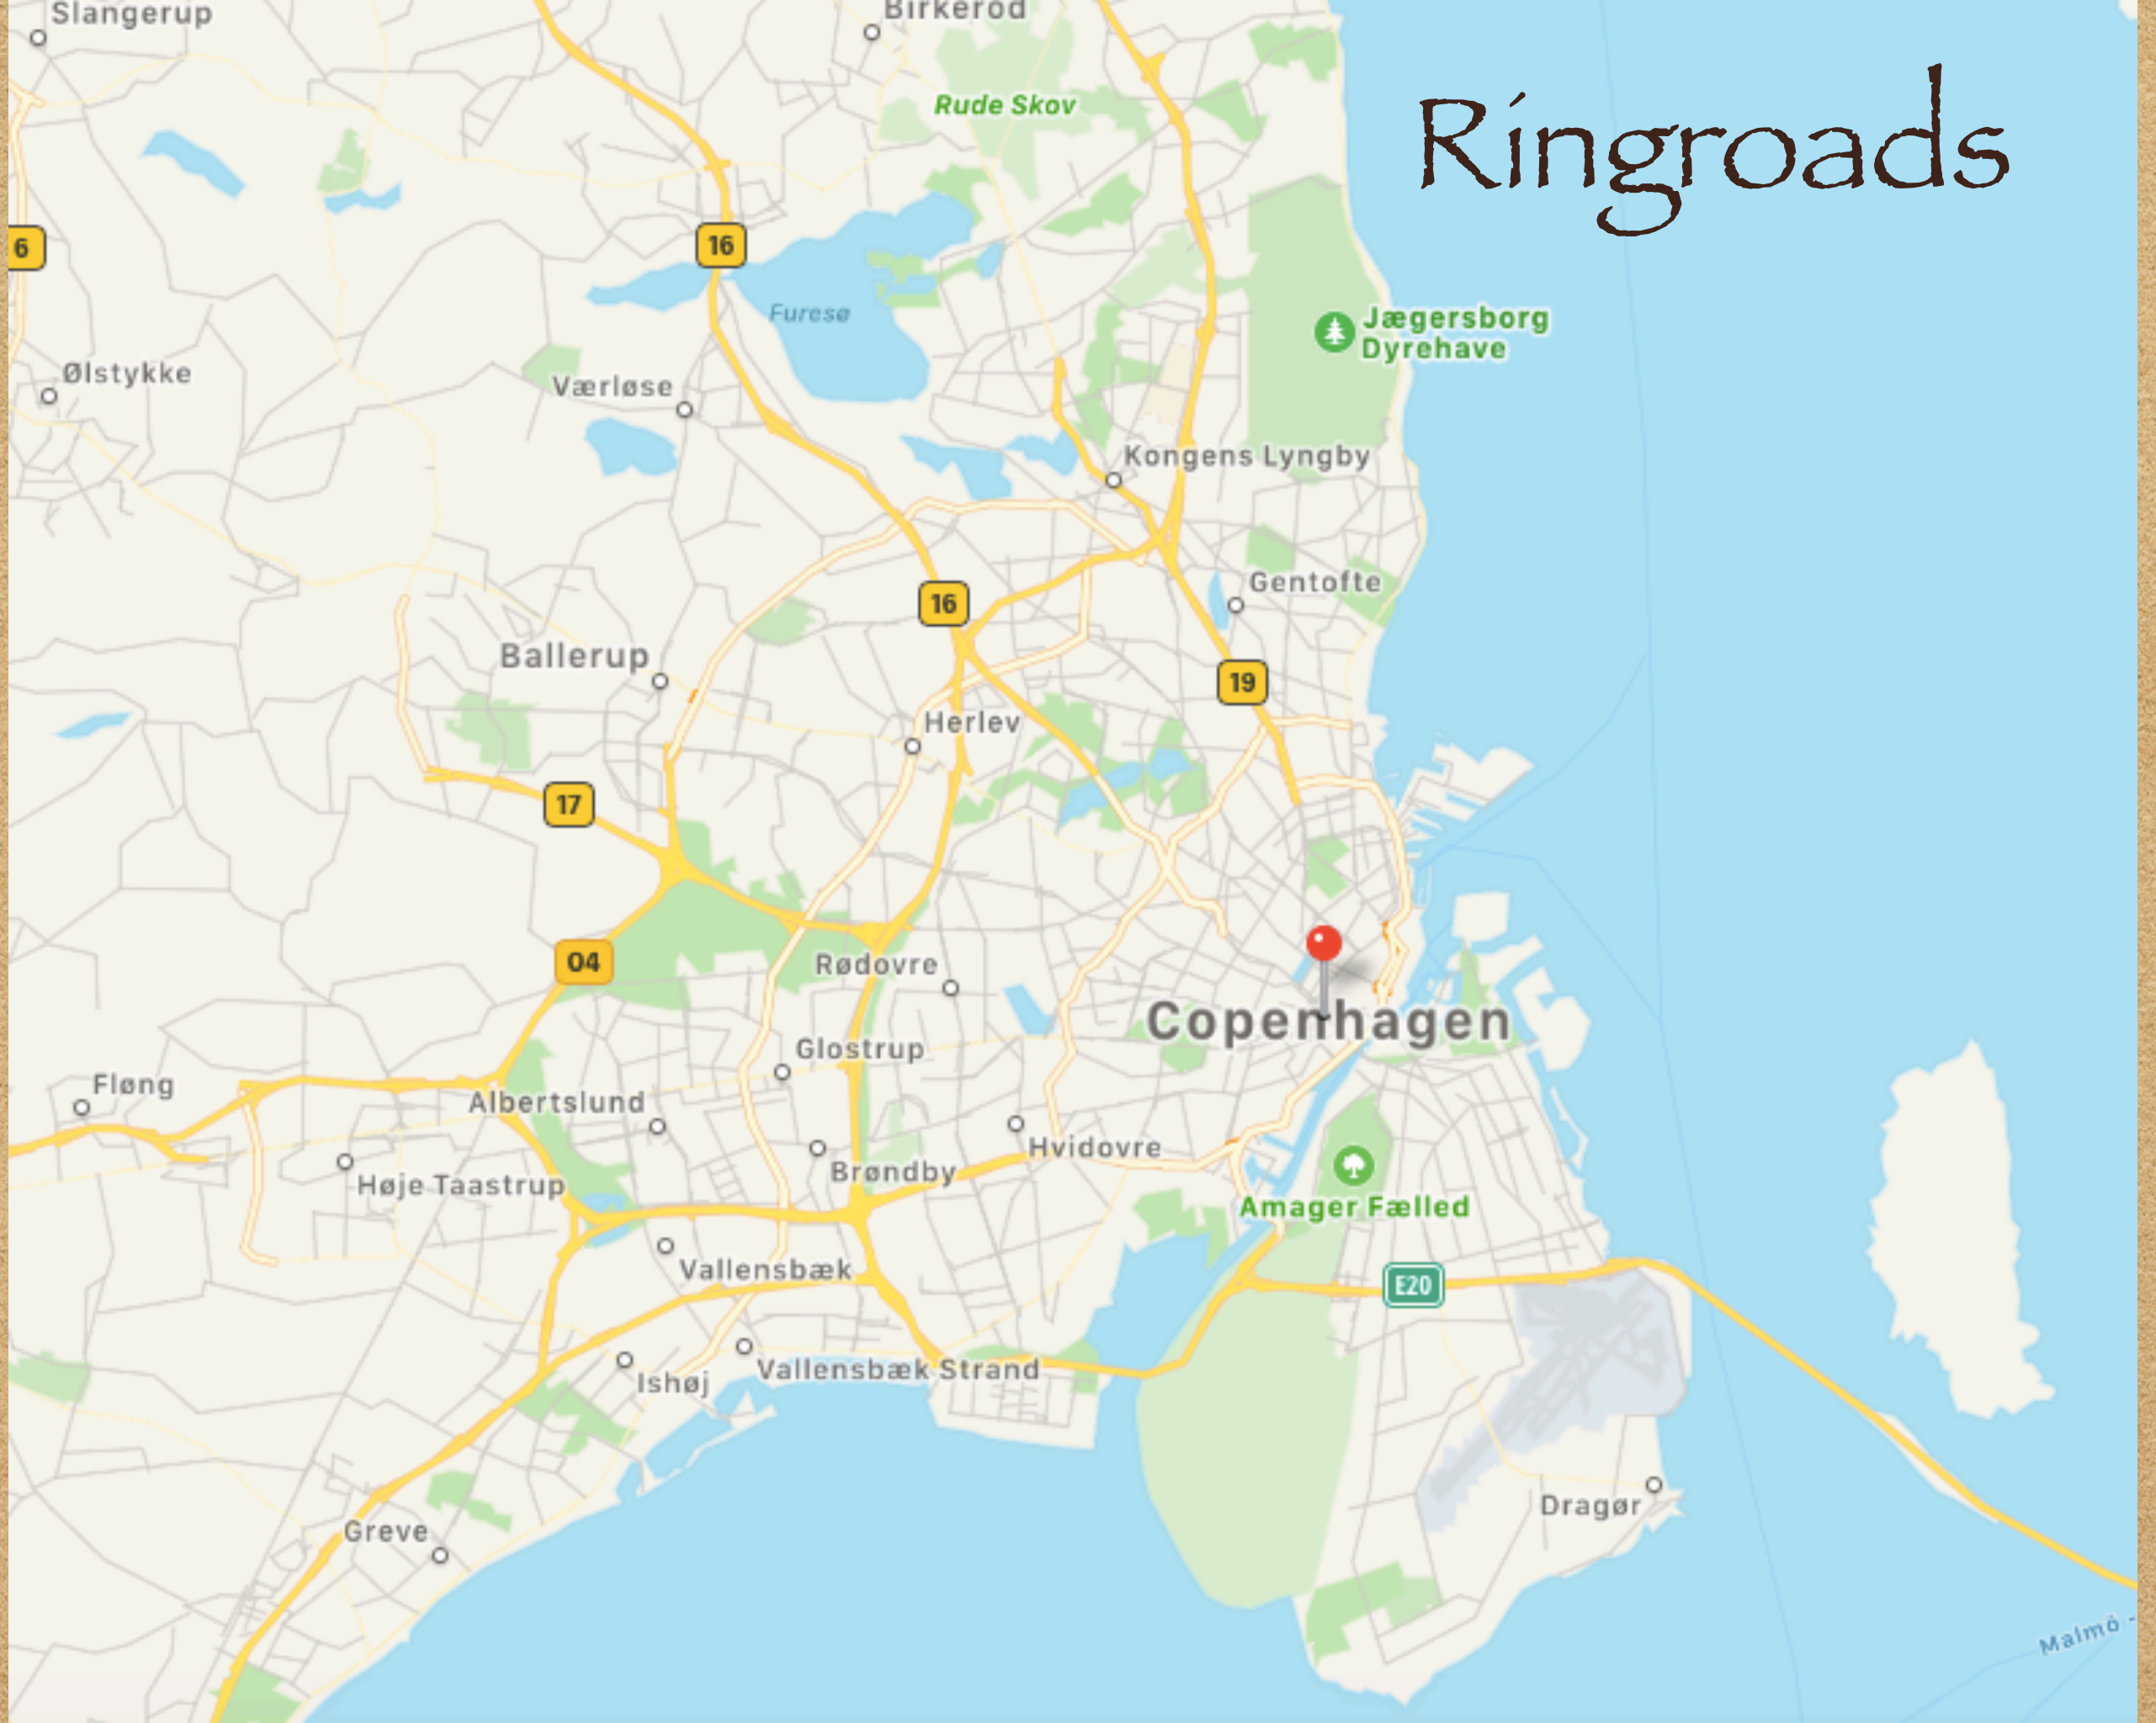 Slangerup
Birkerød
Rude Skov
Ringroads
6
16
Furesø
Jægersborg
Dyrehave
Ølstykke
Værløse
Kongens Lyngby
16
Gentofte
Ballerup
19
Herlev
17
04
Rødovre
Copenhagen
Glostrup
Fløng
Albertslund
Hvidovre
Høje Taastrup
Brøndby
Amager Fælled
Vallensbæk
E20
Vallensbæk Strand
Ishøj
Dragør
Greve
Malmö -